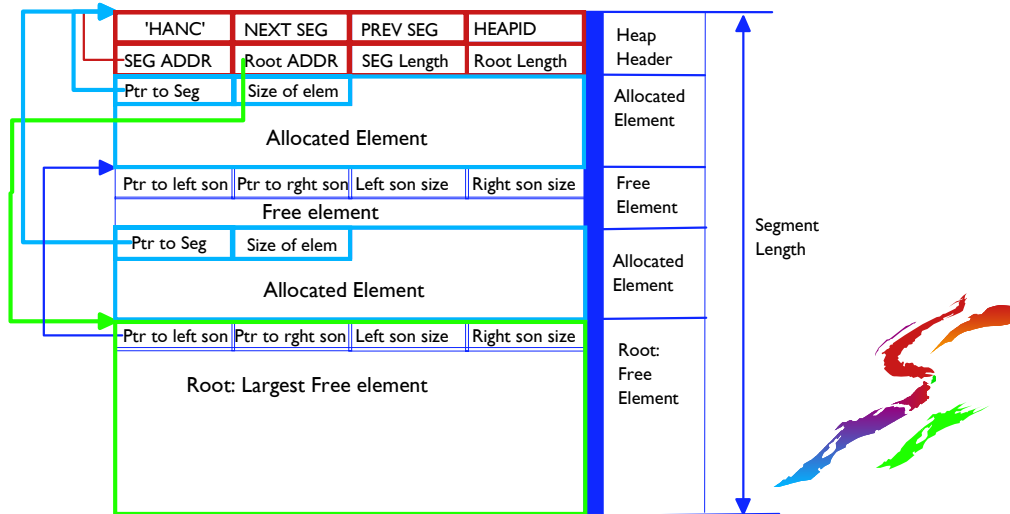 'HANC' NEXT SEG PREV SEG HEAPID
SEG ADDR Root ADDR SEG Length Root Length
Heap
Header
Ptr to Seg Size of elem
Allocated Element
Allocated
Element
Ptr to left son Ptr to rght son Left son size Right son size
Free element
Free
Element
Ptr to Seg Size of elem
Allocated Element
Allocated
Element
Segment
Length
Ptr to left son Ptr to rght son Left son size Right son size
Root: Largest Free element
Root:
Free
Element